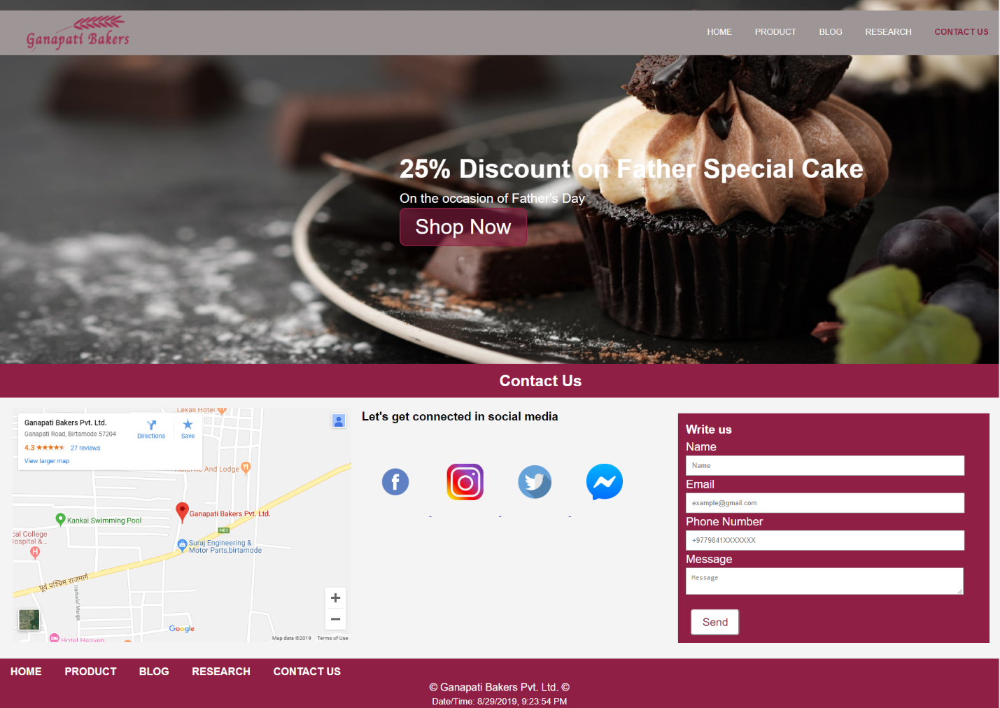 Ganapati Bakers
HOME PRODUCT BLOG RESEARCH CONTACT US
25% Discount on Father Special Cake
On the occasion of Father's Day
Shop Now
Contact Us
Lekali Hotel
Ganapati Bakers Pvt. Ltd.
Ganapati Road, Birtamode 57204
Directions
Save
4.3
27 reviews
View larger map
And Lodge
Ganapati Bakers Pvt. Ltd.
Kankai Swimming Pool
H01
cal College
Hospital &...
H
Suraj Engineering &
Motor Parts,birtamode
पूर्व पश्चिम राजमार्ग
Marga
Google
Hotel Heaven
Map data ©2019 Terms of Use
Let's get connected in social media
Write us
Name
Name
Email
example@gmail.com
Phone Number
+9779841XXXXXXX
Message
Message
Send
HOME PRODUCT BLOG RESEARCH CONTACT US
© Ganapati Bakers Pvt. Ltd. ©
Date/Time: 8/29/2019, 9:23:54 PM